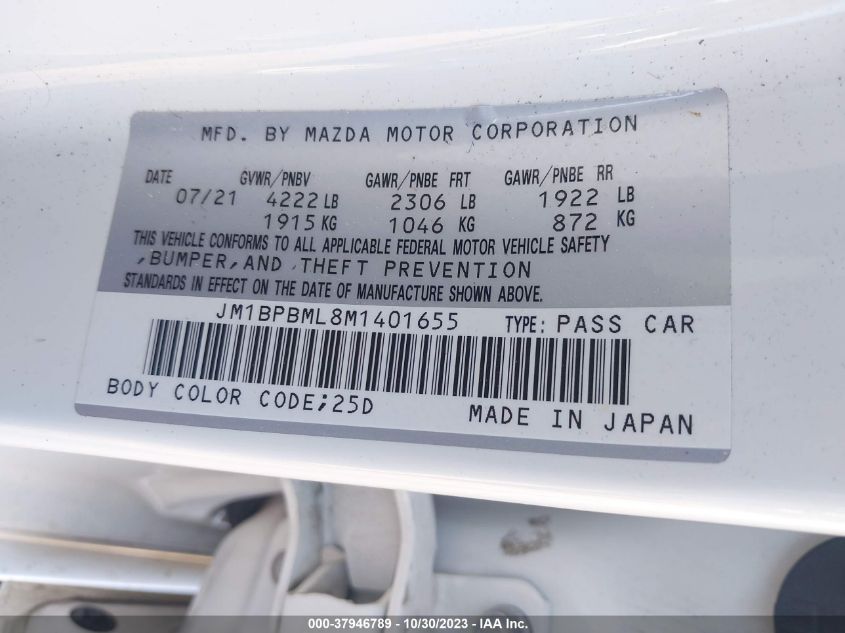 MFD. BY MAZDA MOTOR CORPORATION
DATE GVWR/PNBV GAWR/PNBE FRT GAWR/PNBE RR
07/21 4222 LB 2306 LB 1922 LB
1915 KG 1046 KG 872 KG
THIS VEHICLE CONFORMS TO ALL APPLICABLE FEDERAL MOTOR VEHICLE SAFETY
,BUMPER,AND THEFT PREVENTION
STANDARDS IN EFFECT ON THE DATE OF MANUFACTURE SHOWN ABOVE.
JM1BPBML8M1401655 TYPE: PASS CAR
BODY COLOR CODE;25D MADE IN JAPAN
000-37946789 - 10/30/2023 - IAA Inc.